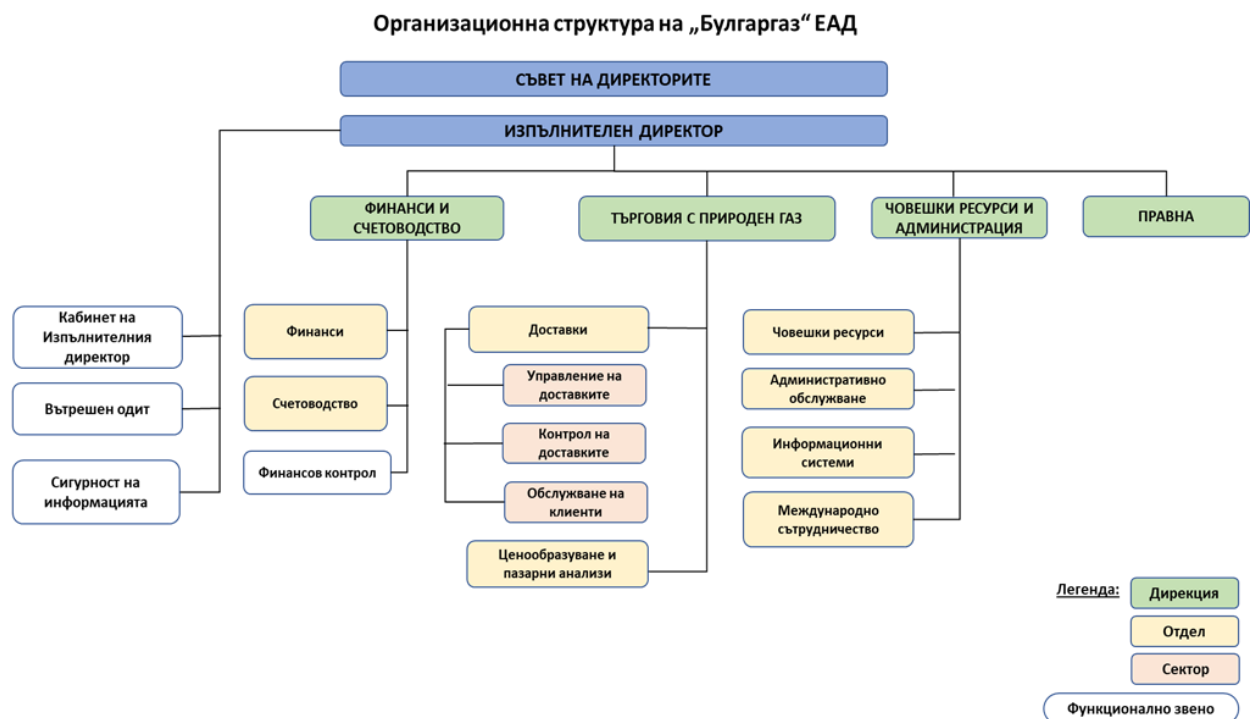 Организационна структура на „Булгаргаз“ ЕАД
СЪВЕТ НА ДИРЕКТОРИТЕ
ИЗПЪЛНИТЕЛЕН ДИРЕКТОР
ФИНАНСИ И
СЧЕТОВОДСТВО
ТЪРГОВИЯ С ПРИРОДЕН ГАЗ
ЧОВЕШКИ РЕСУРСИ И
АДМИНИСТРАЦИЯ
ПРАВНА
Кабинет на
Изпълнителния
директор
Вътрешен одит
Сигурност на
информацията
Финанси
Счетоводство
Финансов контрол
Доставки
Управление на
доставките
Контрол на
доставките
Обслужване на
клиенти
Ценообразуване и
пазарни анализи
Човешки ресурси
Административно
обслужване
Информационни
системи
Международно
сътрудничество
Легенда:
Дирекция
Отдел
Сектор
Функционално звено